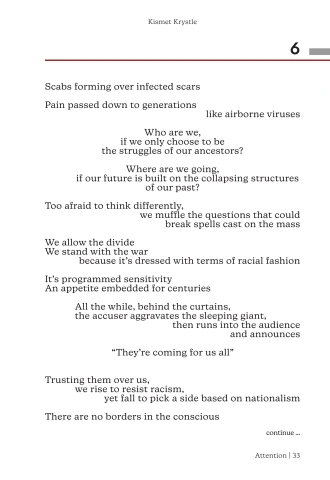 Kismet Krystle
6
Scabs forming over infected scars
Pain passed down to generations
like airborne viruses
Who are we,
if we only choose to be
the struggles of our ancestors?
Where are we going,
if our future is built on the collapsing structures
of our past?
Too afraid to think differently,
we muffle the questions that could
break spells cast on the mass
We allow the divide
We stand with the war
because it's dressed with terms of racial fashion
It's programmed sensitivity
An appetite embedded for centuries
All the while, behind the curtains,
the accuser aggravates the sleeping giant,
then runs into the audience
and announces
“They're coming for us all”
Trusting them over us,
we rise to resist racism,
yet fall to pick a side based on nationalism
There are no borders in the conscious
continue ...
Attention | 33